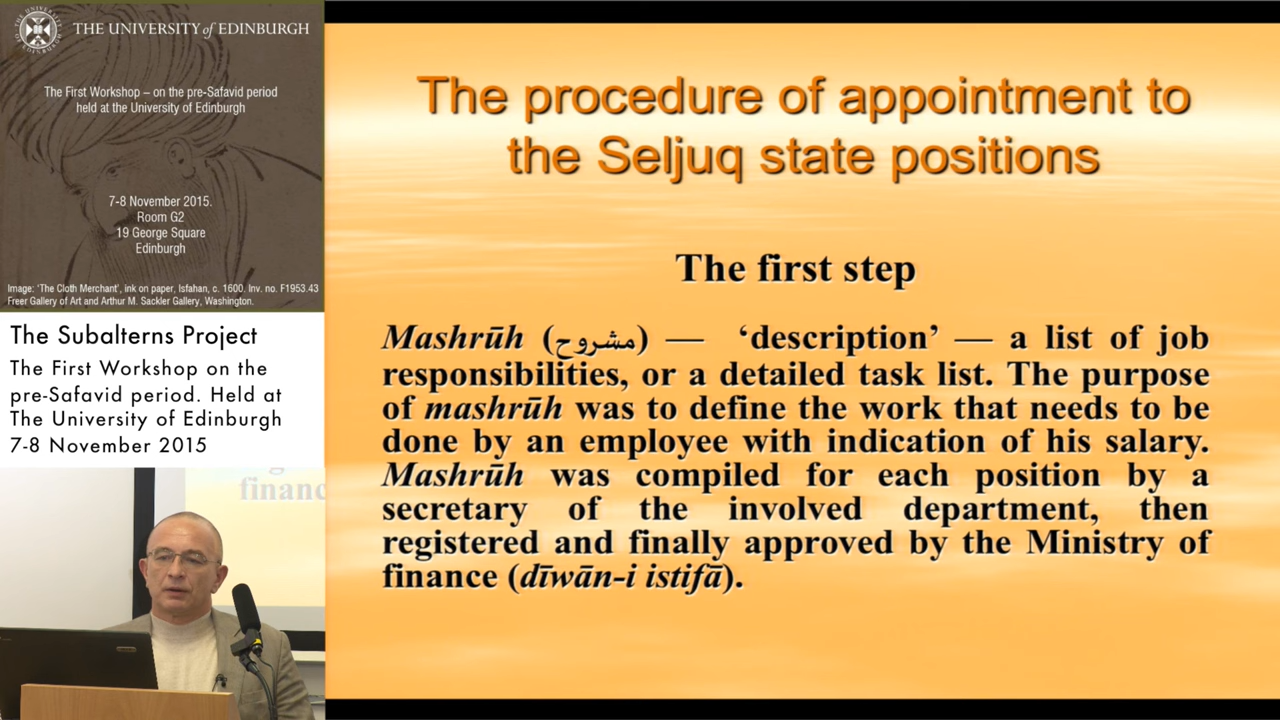 THE UNIVERSITY of EDINBURGH
The First Workshop – on the pre-Safavid period
held at the University of Edinburgh
7-8 November 2015.
Room G2
19 George Square
Edinburgh
Image: 'The Cloth Merchant', ink on paper, Isfahan, c. 1600. Inv. no. F1953.43
Freer Gallery of Art and Arthur M. Sackler Gallery, Washington.
The Subalterns Project
The First Workshop on the
pre-Safavid period. Held at
The University of Edinburgh
7-8 November 2015
financ
The procedure of appointment to
the Seljuq state positions
The first step
Mashrūh (مشروح) — ‘description’ — a list of job
responsibilities, or a detailed task list. The purpose
of mashrūh was to define the work that needs to be
done by an employee with indication of his salary.
Mashrūh was compiled for each position by a
secretary of the involved department, then
registered and finally approved by the Ministry of
finance (dīwān-i istifā).